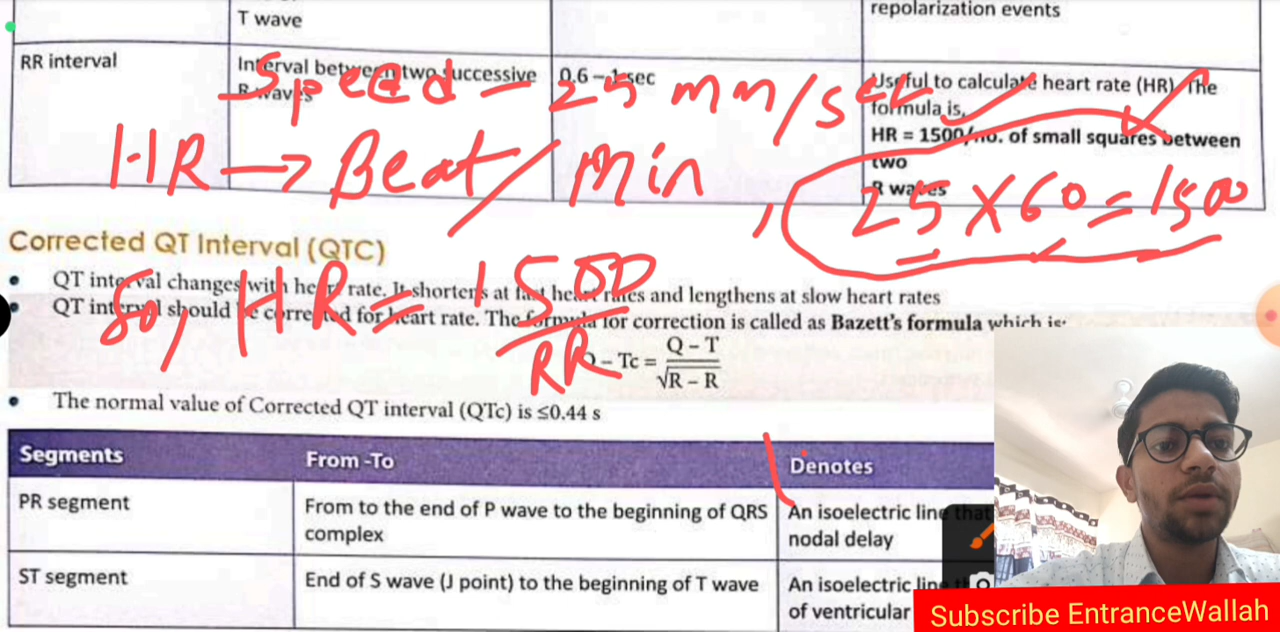 T wave
repolarization events
RR interval
Interval between two successive
R waves
0.6 – 1 sec
Useful to calculate heart rate (HR) The
formula is,
HR = 1500/no. of small squares between
two
R waves
Speed – 25 mm/sec
HR → Beat/Min,
25 X 60 = 1500
Corrected QT Interval (QTC)
• QT interval changes with heart rate. It shortens at fast heart rates and lengthens at slow heart rates
• QT interval should be corrected for heart rate. The formula for correction is called as Bazett's formula which is
So, HR = 1500
RR
– Tc = Q – T
√R – R
• The normal value of Corrected QT interval (QTc) is ≤0.44 s
Segments From -To Denotes
PR segment
From to the end of P wave to the beginning of QRS
complex
An isoelectric line that
nodal delay
ST segment
End of S wave (J point) to the beginning of T wave
An isoelectric line
of ventricular
Subscribe EntranceWallah